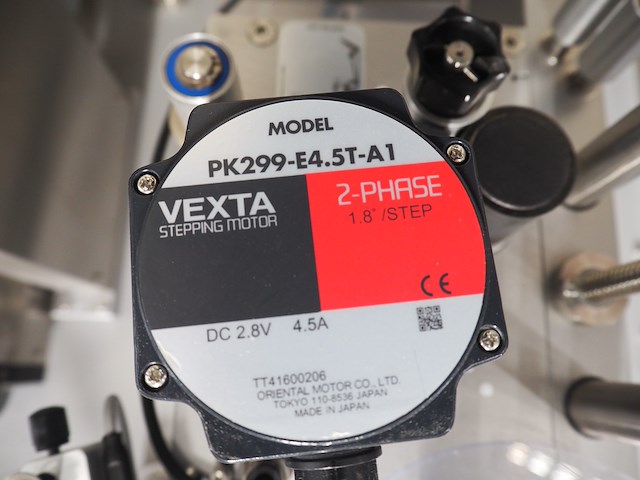 MODEL
PK299-E4.5T-A1
VEXTA
STEPPING MOTOR
2-PHASE
1.8°/STEP
CE
DC 2.8V 4.5A
TT41600206
ORIENTAL MOTOR CO., LTD.
TOKYO 110-8536 JAPAN
MADE IN JAPAN